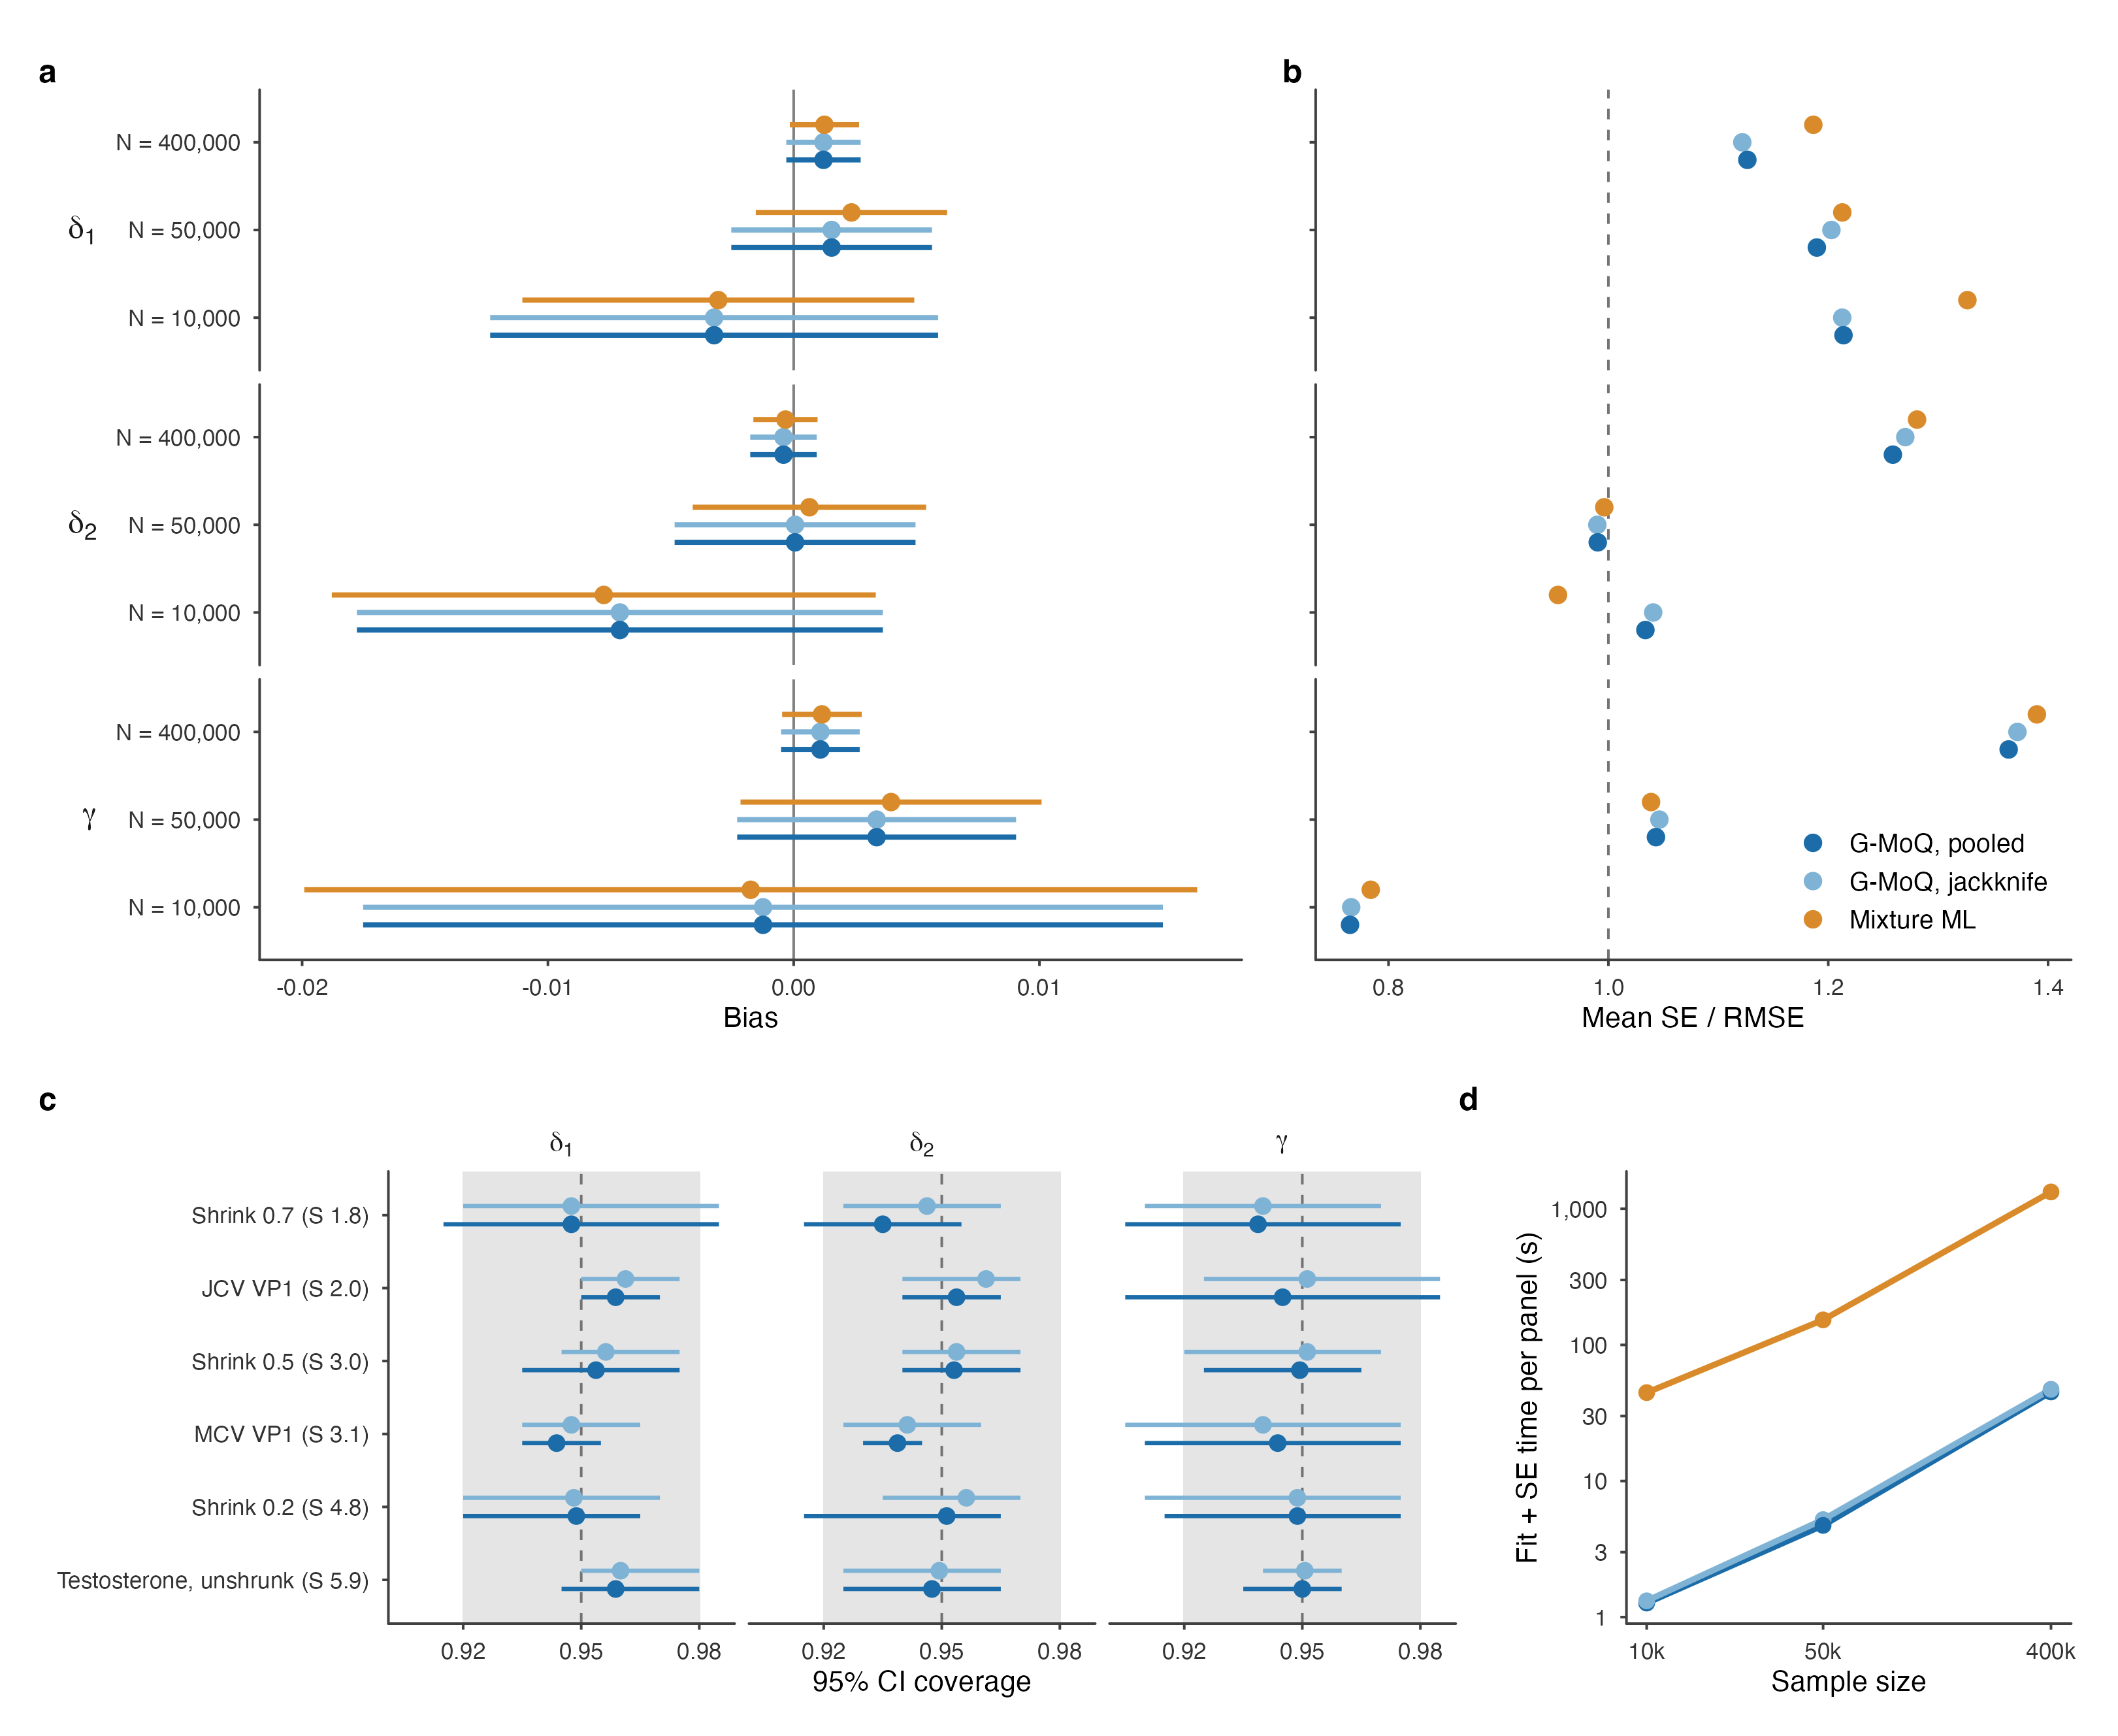 a
b
N = 400,000
δ1
N = 50,000
N = 10,000
N = 400,000
δ2
N = 50,000
N = 10,000
N = 400,000
γ
N = 50,000
N = 10,000
G-MoQ, pooled
G-MoQ, jackknife
Mixture ML
-0.02
-0.01
0.00
0.01
Bias
0.8
1.0
1.2
1.4
Mean SE / RMSE
c
d
δ1
δ2
γ
Shrink 0.7 (S 1.8)
JCV VP1 (S 2.0)
Shrink 0.5 (S 3.0)
MCV VP1 (S 3.1)
Shrink 0.2 (S 4.8)
Testosterone, unshrunk (S 5.9)
0.92
0.95
0.98
0.92
0.95
0.98
0.92
0.95
0.98
95% CI coverage
Fit + SE time per panel (s)
1,000
300
100
30
10
3
1
10k
50k
400k
Sample size